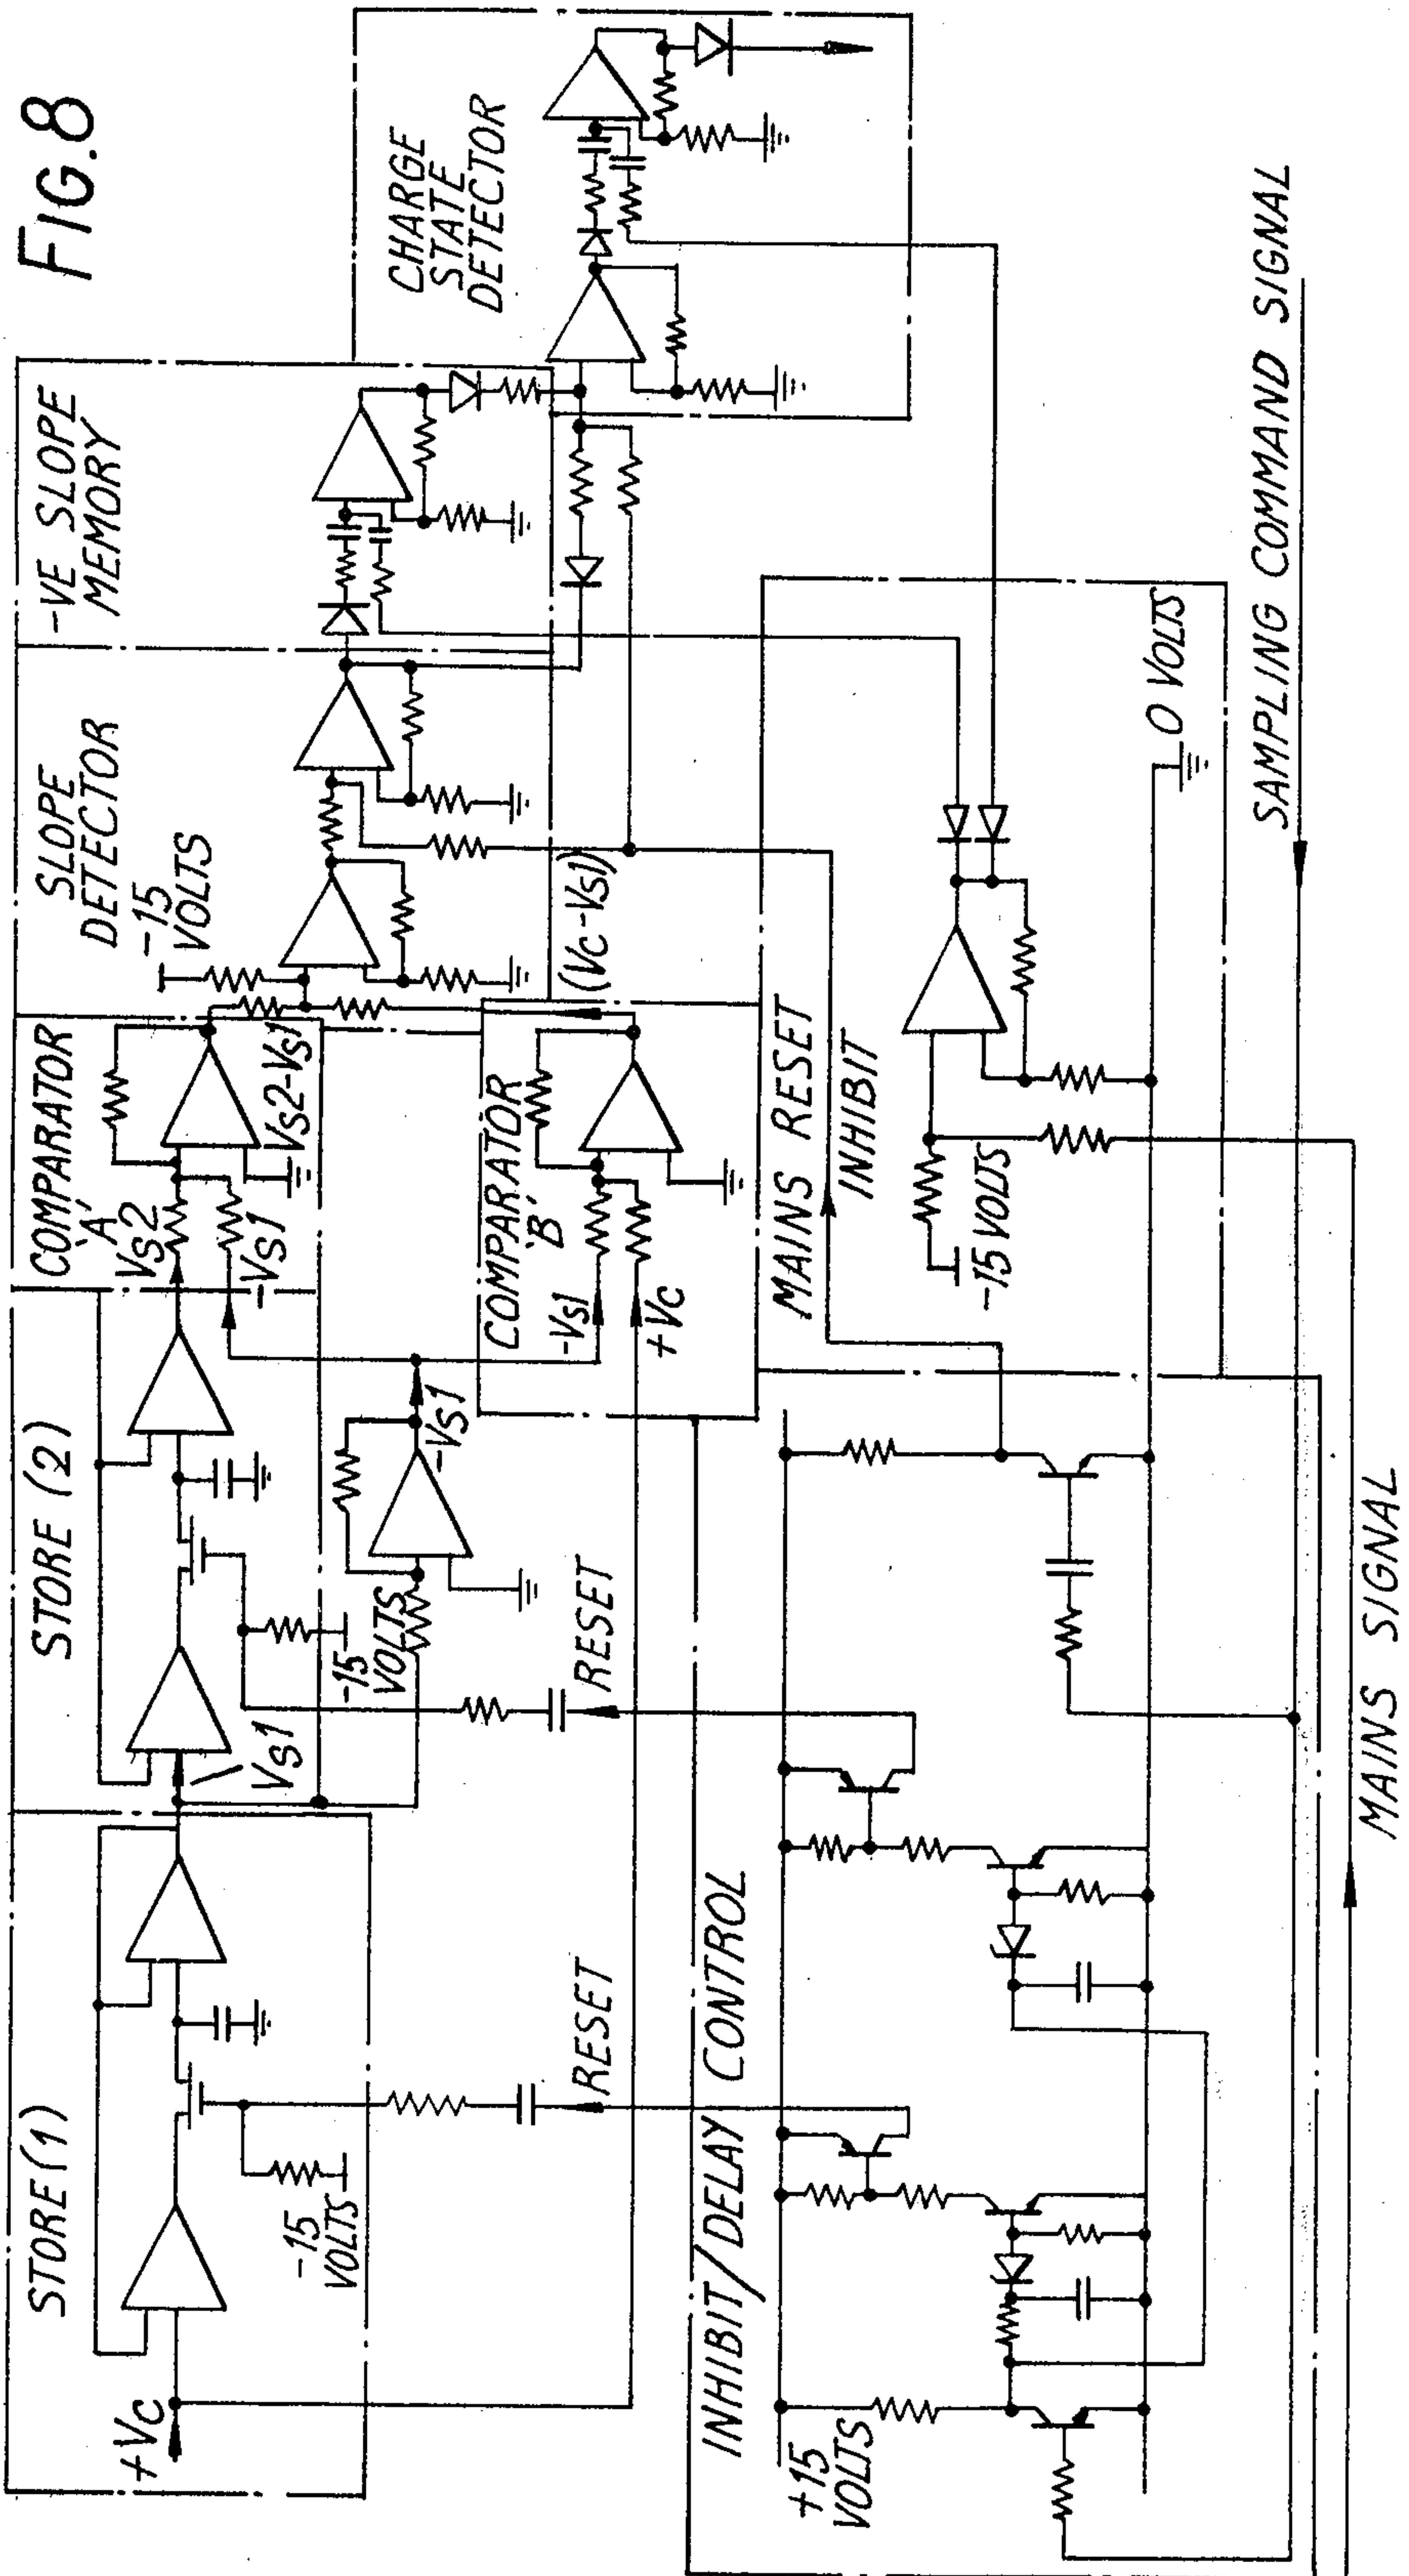 FIG.8
STORE (1)
+Vc
-15
VOLTS
RESET
STORE (2)
Vs1
-15
VOLTS
RESET
-Vs1
COMPARATOR
'A'
Vs2
-Vs1
Vs2-Vs1
COMPARATOR
'B'
-Vs1
+Vc
(Vc-Vs1)
SLOPE
DETECTOR
-15
VOLTS
-VE SLOPE
MEMORY
CHARGE
STATE
DETECTOR
INHIBIT/DELAY CONTROL
+15
VOLTS
MAINS RESET
INHIBIT
-15 VOLTS
0 VOLTS
SAMPLING COMMAND SIGNAL
MAINS SIGNAL